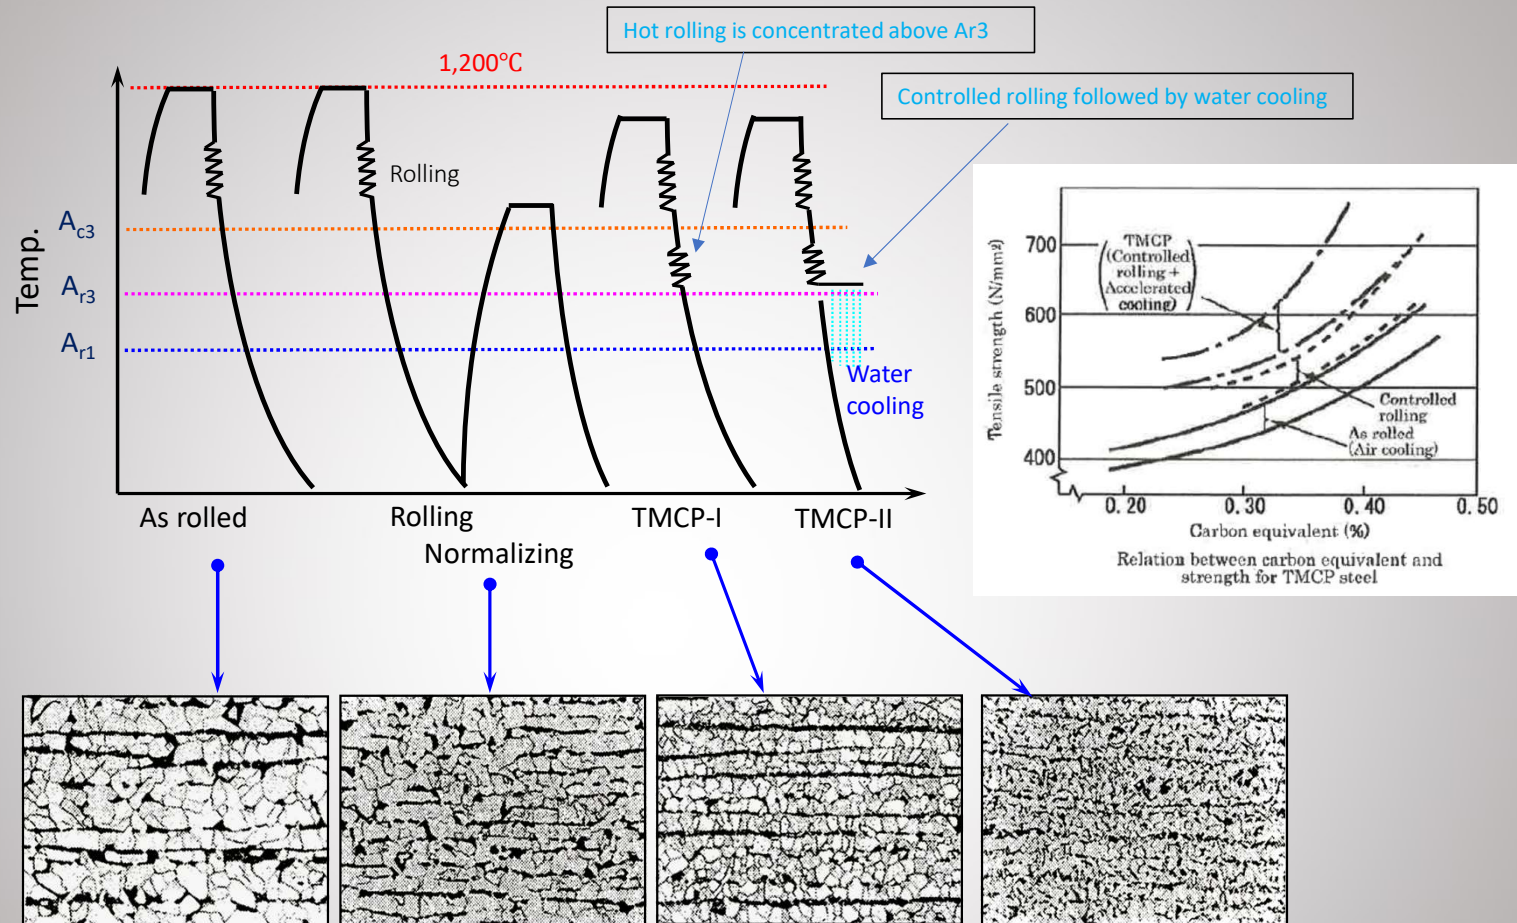 Hot rolling is concentrated above Ar3
1,200℃
Controlled rolling followed by water cooling
Rolling
Temp.
Ac3
Ar3
Ar1
Water
cooling
As rolled
Rolling
Normalizing
TMCP-I
TMCP-II
Tensile strength (N/mm²)
700
600
500
400
TMCP
(Controlled
rolling +
Accelerated
cooling)
Controlled
rolling
As rolled
(Air cooling)
0.20
0.30
0.40
0.50
Carbon equivalent (%)
Relation between carbon equivalent and
strength for TMCP steel